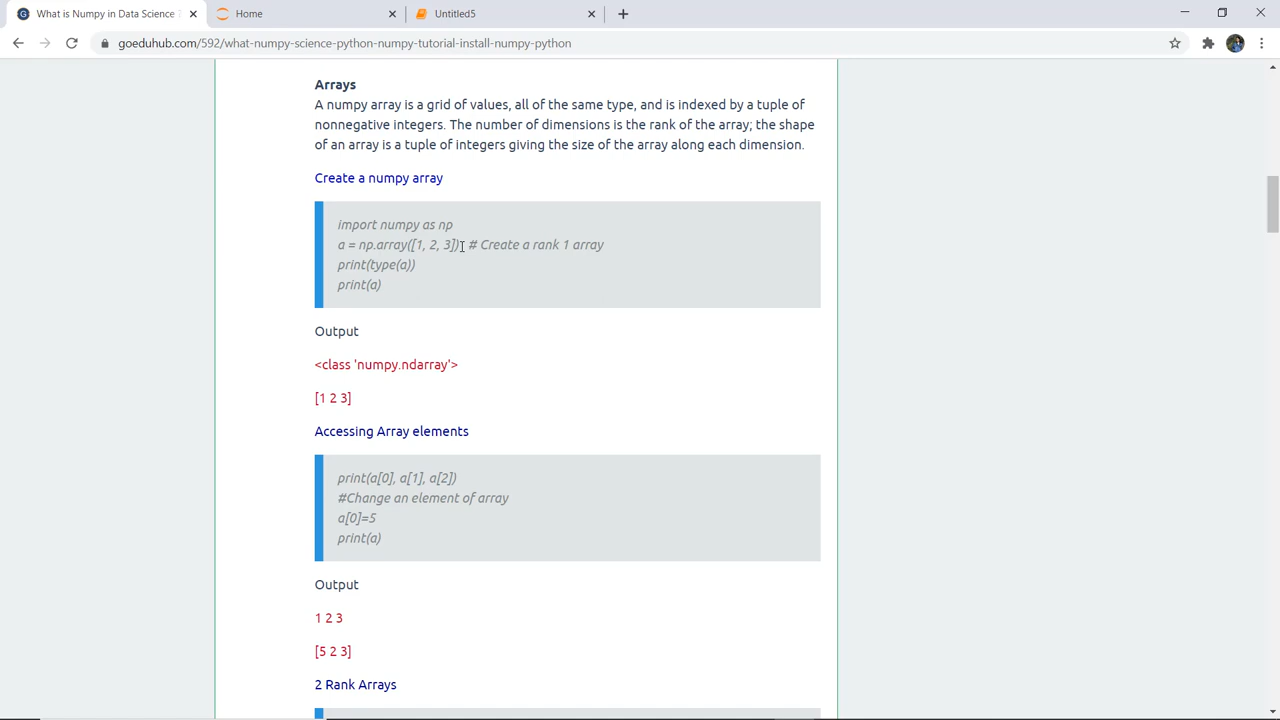 What is Numpy in Data Science
Home
Untitled5
goeduhub.com/592/what-numpy-science-python-numpy-tutorial-install-numpy-python
Arrays
A numpy array is a grid of values, all of the same type, and is indexed by a tuple of
nonnegative integers. The number of dimensions is the rank of the array; the shape
of an array is a tuple of integers giving the size of the array along each dimension.
Create a numpy array
import numpy as np
a = np.array([1, 2, 3]) # Create a rank 1 array
print(type(a))
print(a)
Output
<class 'numpy.ndarray'>
[1 2 3]
Accessing Array elements
print(a[0], a[1], a[2])
#Change an element of array
a[0]=5
print(a)
Output
1 2 3
[5 2 3]
2 Rank Arrays